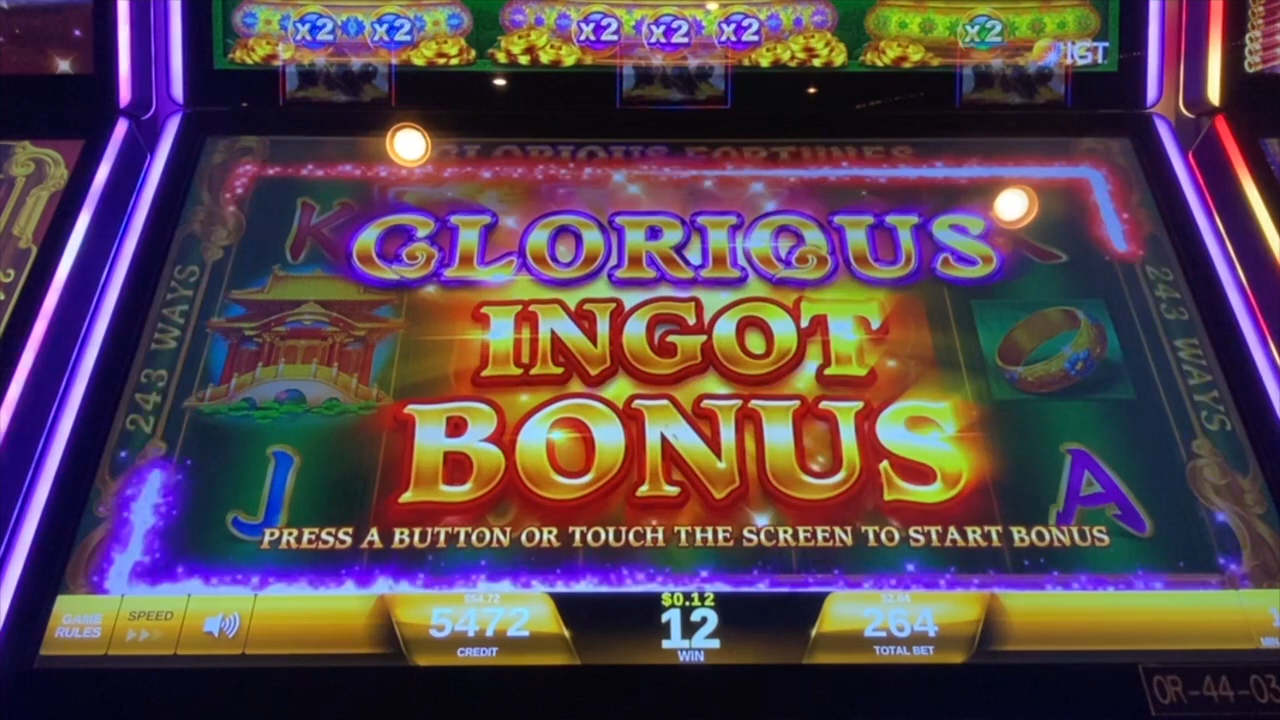 x2 x2 x2 x2 x2 x2
IGT
GLORIOUS FORTUNES
K
GLORIOUS
INGOT
BONUS
243 WAYS
243 WAYS
J
A
PRESS A BUTTON OR TOUCH THE SCREEN TO START BONUS
GAME RULES
SPEED
$54.72
5472
CREDIT
$0.12
12
WIN
$2.64
264
TOTAL BET
OR-44-03